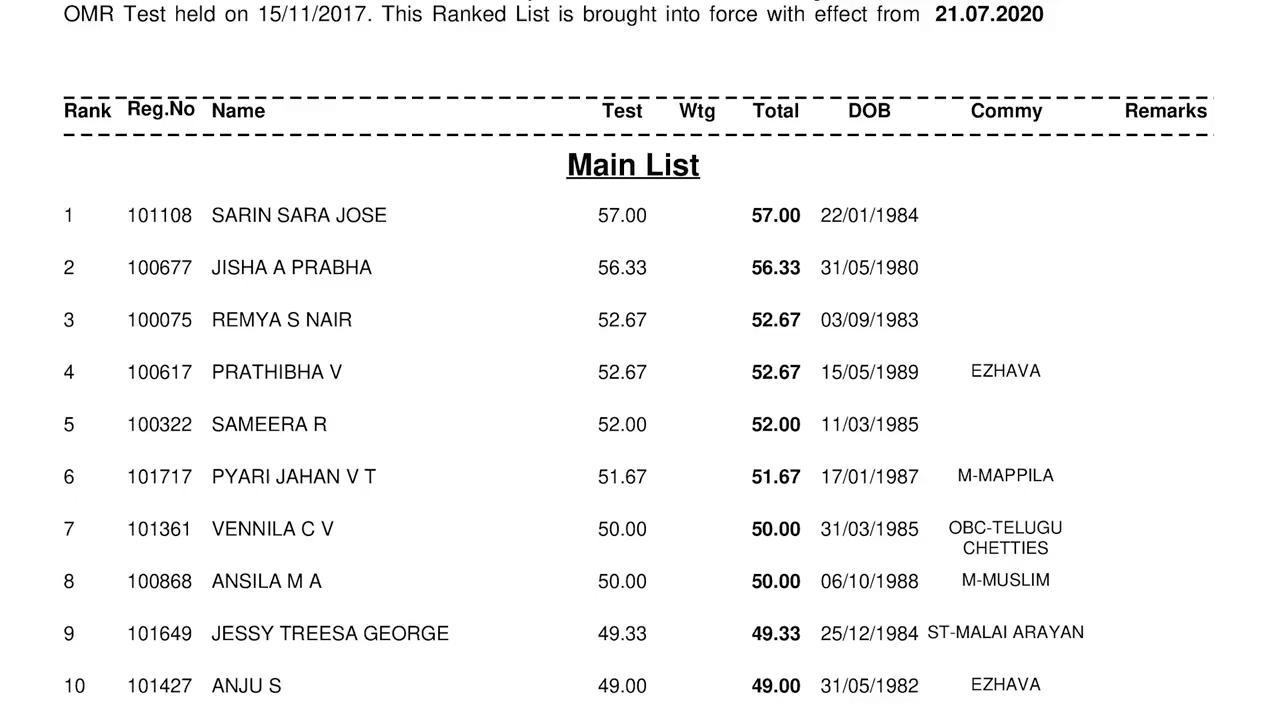 OMR Test held on 15/11/2017. This Ranked List is brought into force with effect from 21.07.2020
Rank Reg.No Name Test Wtg Total DOB Commy Remarks
Main List
1 101108 SARIN SARA JOSE 57.00 57.00 22/01/1984
2 100677 JISHA A PRABHA 56.33 56.33 31/05/1980
3 100075 REMYA S NAIR 52.67 52.67 03/09/1983
4 100617 PRATHIBHA V 52.67 52.67 15/05/1989 EZHAVA
5 100322 SAMEERA R 52.00 52.00 11/03/1985
6 101717 PYARI JAHAN V T 51.67 51.67 17/01/1987 M-MAPPILA
7 101361 VENNILA C V 50.00 50.00 31/03/1985 OBC-TELUGU
CHETTIES
8 100868 ANSILA M A 50.00 50.00 06/10/1988 M-MUSLIM
9 101649 JESSY TREESA GEORGE 49.33 49.33 25/12/1984 ST-MALAI ARAYAN
10 101427 ANJU S 49.00 49.00 31/05/1982 EZHAVA